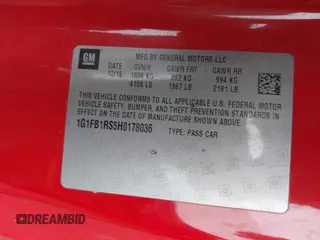 GM
MFG BY GENERAL MOTORS LLC
DATE GVWR GAWR FRT GAWR RR
12/16 1886 KG 892 KG 994 KG
4158 LB 1967 LB 2191 LB
THIS VEHICLE CONFORMS TO ALL APPLICABLE U.S. FEDERAL MOTOR
VEHICLE SAFETY, BUMPER, AND THEFT PREVENTION STANDARDS IN
EFFECT ON THE DATE OF MANUFACTURE SHOWN ABOVE.
1G1FB1RS5H0178036 TYPE: PASS CAR
DREAMBID